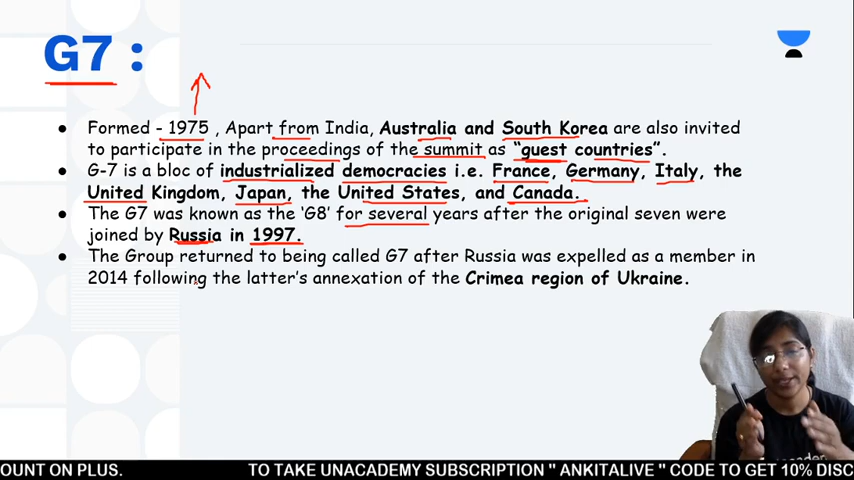 G7 :
● Formed - 1975 , Apart from India, Australia and South Korea are also invited
to participate in the proceedings of the summit as “guest countries”.
● G-7 is a bloc of industrialized democracies i.e. France, Germany, Italy, the
United Kingdom, Japan, the United States, and Canada.
● The G7 was known as the ‘G8’ for several years after the original seven were
joined by Russia in 1997.
● The Group returned to being called G7 after Russia was expelled as a member in
2014 following the latter’s annexation of the Crimea region of Ukraine.
OUNT ON PLUS. TO TAKE UNACADEMY SUBSCRIPTION " ANKITALIVE " CODE TO GET 10% DISC